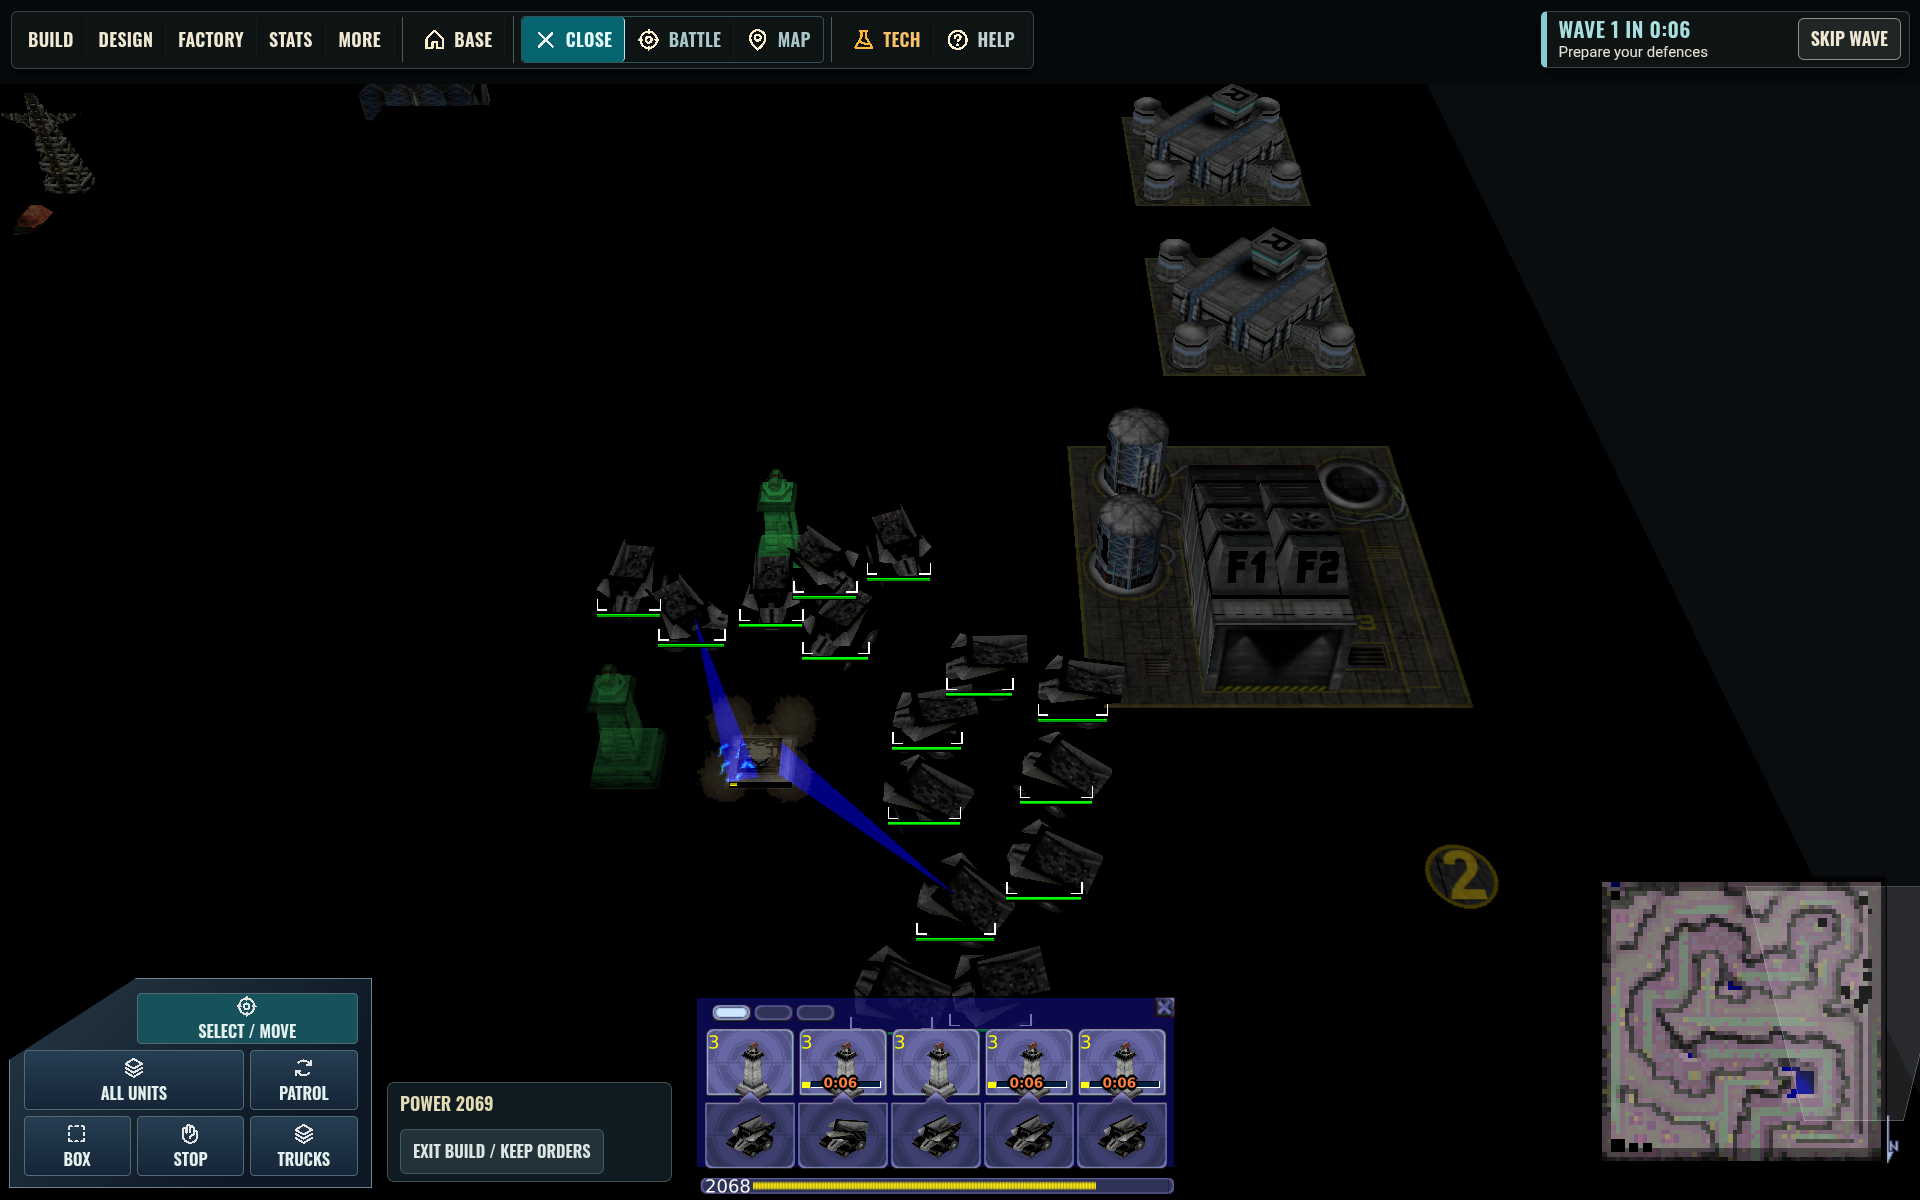 BUILD DESIGN FACTORY STATS MORE BASE CLOSE BATTLE MAP TECH HELP
WAVE 1 IN 0:06
Prepare your defences
SKIP WAVE
R
R
F1 F2
3
2
SELECT / MOVE
ALL UNITS PATROL
BOX STOP TRUCKS
POWER 2069
EXIT BUILD / KEEP ORDERS
3 3 3 3 3
0:06 0:06 0:06
2068
N